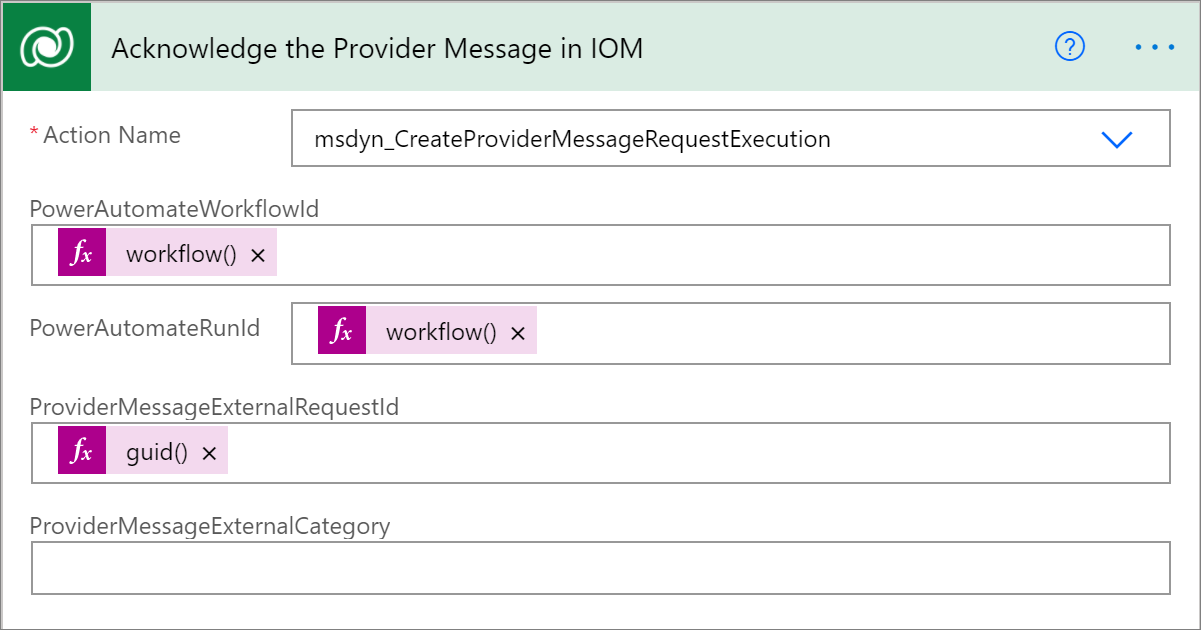 Acknowledge the Provider Message in IOM
* Action Name
msdyn_CreateProviderMessageRequestExecution
PowerAutomateWorkflowId
fx workflow() ×
PowerAutomateRunId
fx workflow() ×
ProviderMessageExternalRequestId
fx guid() ×
ProviderMessageExternalCategory